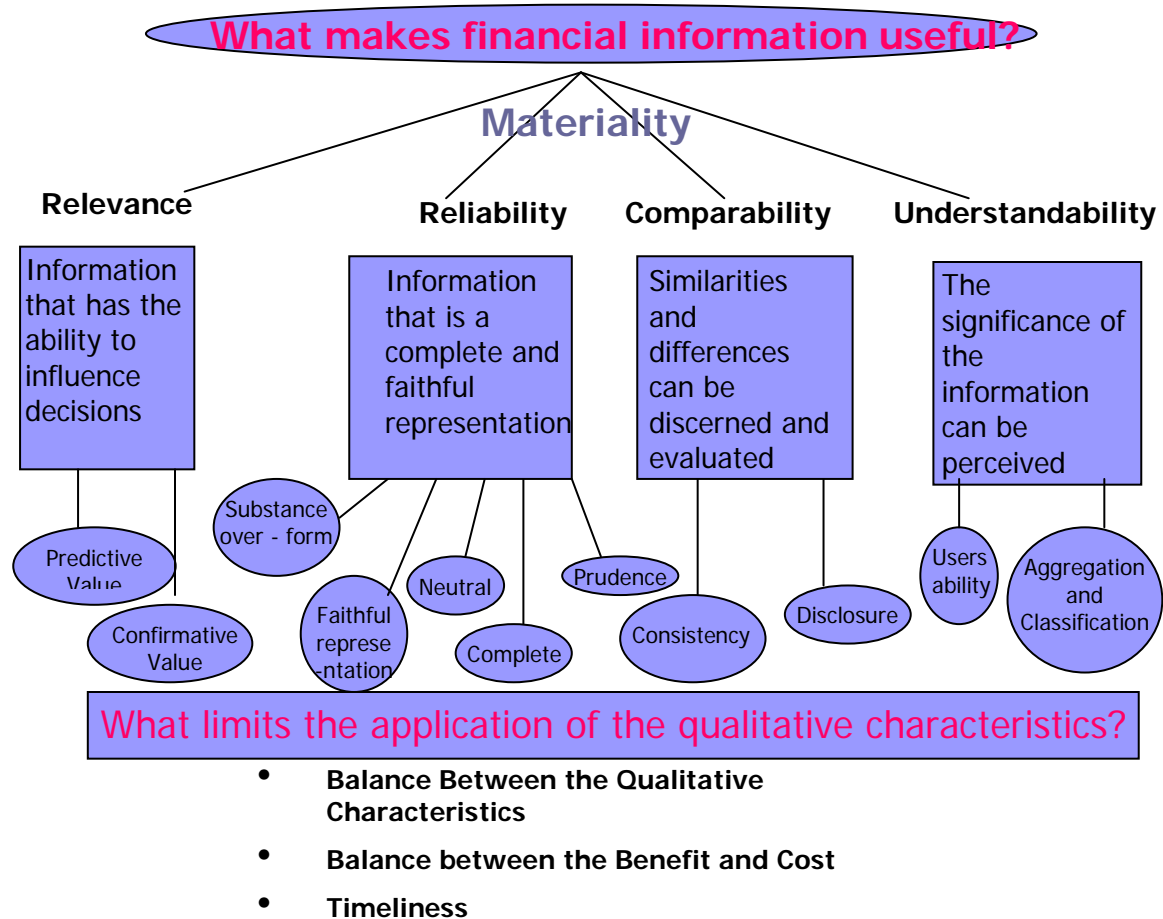 What makes financial information useful?
Materiality
Relevance
Reliability
Comparability
Understandability
Information
that has the
ability to
influence
decisions
Information
that is a
complete and
faithful
representation
Similarities
and
differences
can be
discerned and
evaluated
The
significance of
the
information
can be
perceived
Predictive
Value
Confirmative
Value
Substance
over - form
Faithful
represe
-ntation
Neutral
Complete
Prudence
Consistency
Disclosure
Users
ability
Aggregation
and
Classification
What limits the application of the qualitative characteristics?
• Balance Between the Qualitative
Characteristics
• Balance between the Benefit and Cost
• Timeliness